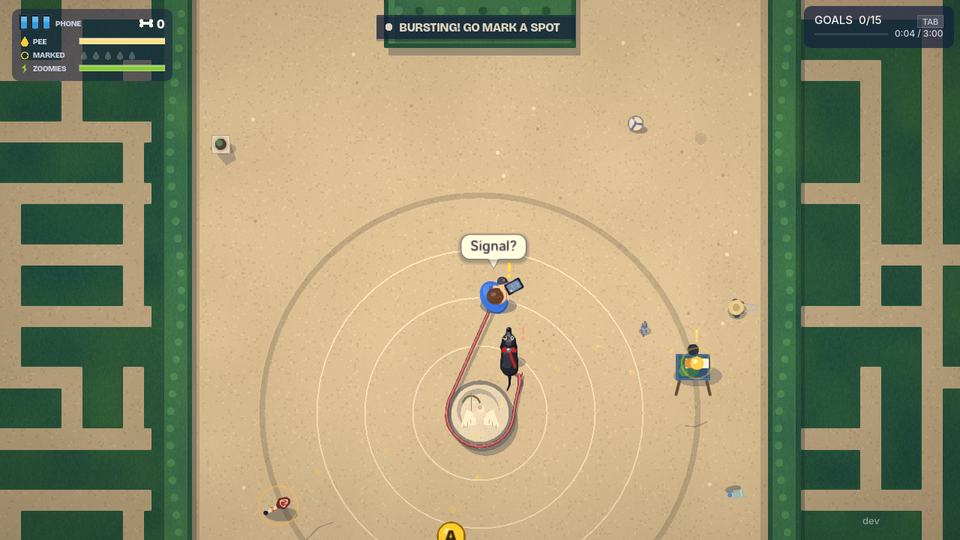 PHONE 0
PEE
MARKED
ZOOMIES
BURSTING! GO MARK A SPOT
GOALS 0/15 TAB
0:04 / 3:00
Signal?
A
dev